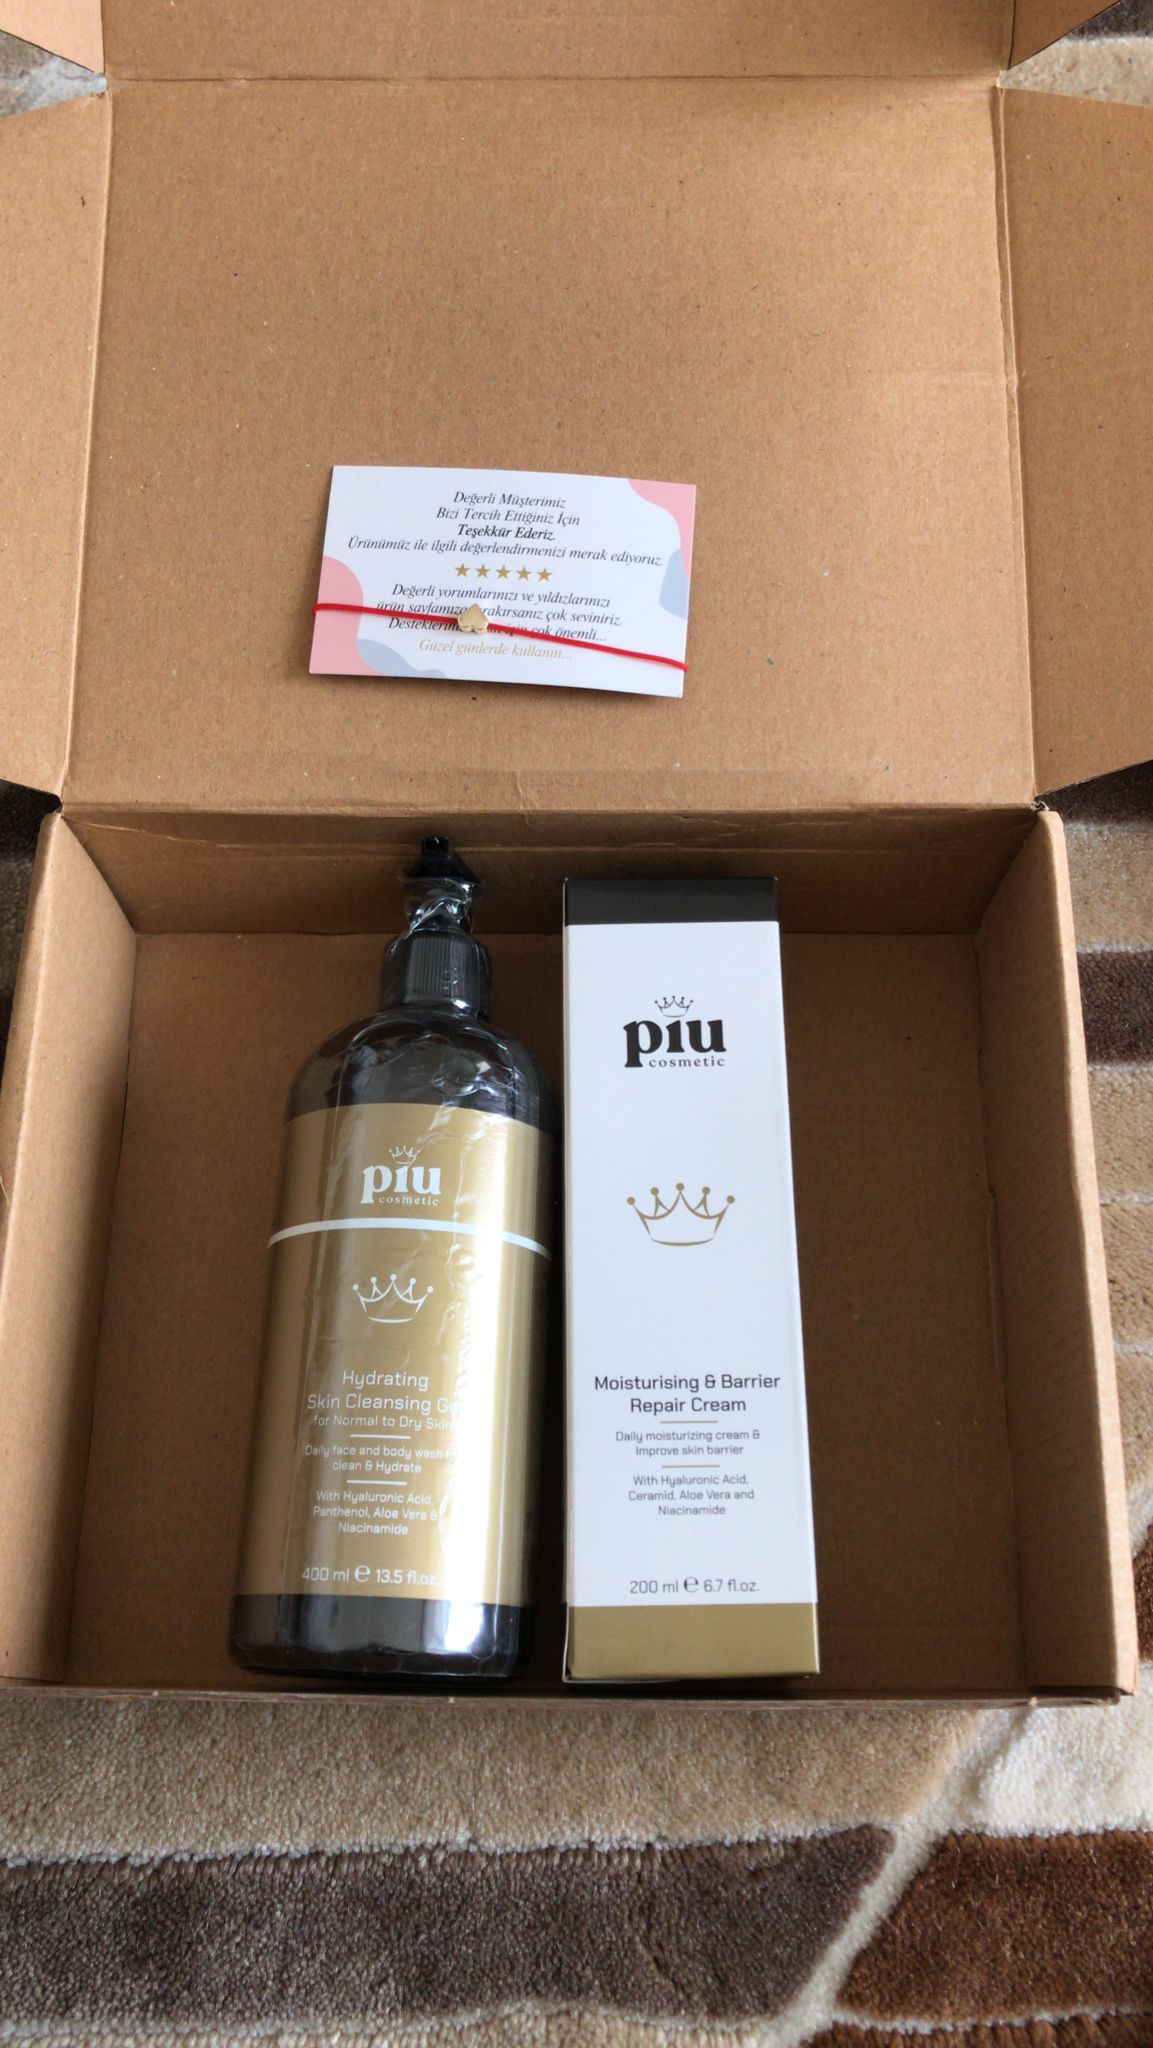 Değerli Müşterimiz
Bizi Tercih Ettiğiniz İçin
Teşekkür Ederiz.
Ürünümüz ile ilgili değerlendirmenizi merak ediyoruz.
Değerli yorumlarınızı ve yıldızlarınızı
ürün çok seviniriz.
için çok önemli...
Güzel günlerde kullanın...
piu
cosmetic
Hydrating
Skin Cleansing
for Normal to Dry Skin
Daily face and body wash
clean & Hydrate
With Hyaluronic Acid,
Panthenol, Aloe Vera &
Niacinamide
400 ml ℮ 13.5 fl.oz.
piu
cosmetic
Moisturising & Barrier
Repair Cream
Daily moisturizing cream &
Improve skin barrier
With Hyaluronic Acid,
Ceramid, Aloe Vera and
Niacinamide
200 ml ℮ 6.7 fl.oz.